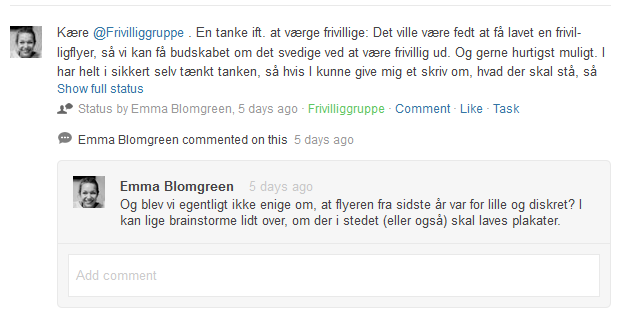 Kære @Frivilliggruppe . En tanke ift. at værge frivillige: Det ville være fedt at få lavet en frivil-
ligflyer, så vi kan få budskabet om det svedige ved at være frivillig ud. Og gerne hurtigst muligt. I
har helt i sikkert selv tænkt tanken, så hvis I kunne give mig et skriv om, hvad der skal stå, så
Show full status
Status by Emma Blomgreen, 5 days ago · Frivilliggruppe · Comment · Like · Task
Emma Blomgreen commented on this 5 days ago
Emma Blomgreen 5 days ago
Og blev vi egentligt ikke enige om, at flyeren fra sidste år var for lille og diskret? I
kan lige brainstorme lidt over, om der i stedet (eller også) skal laves plakater.
Add comment